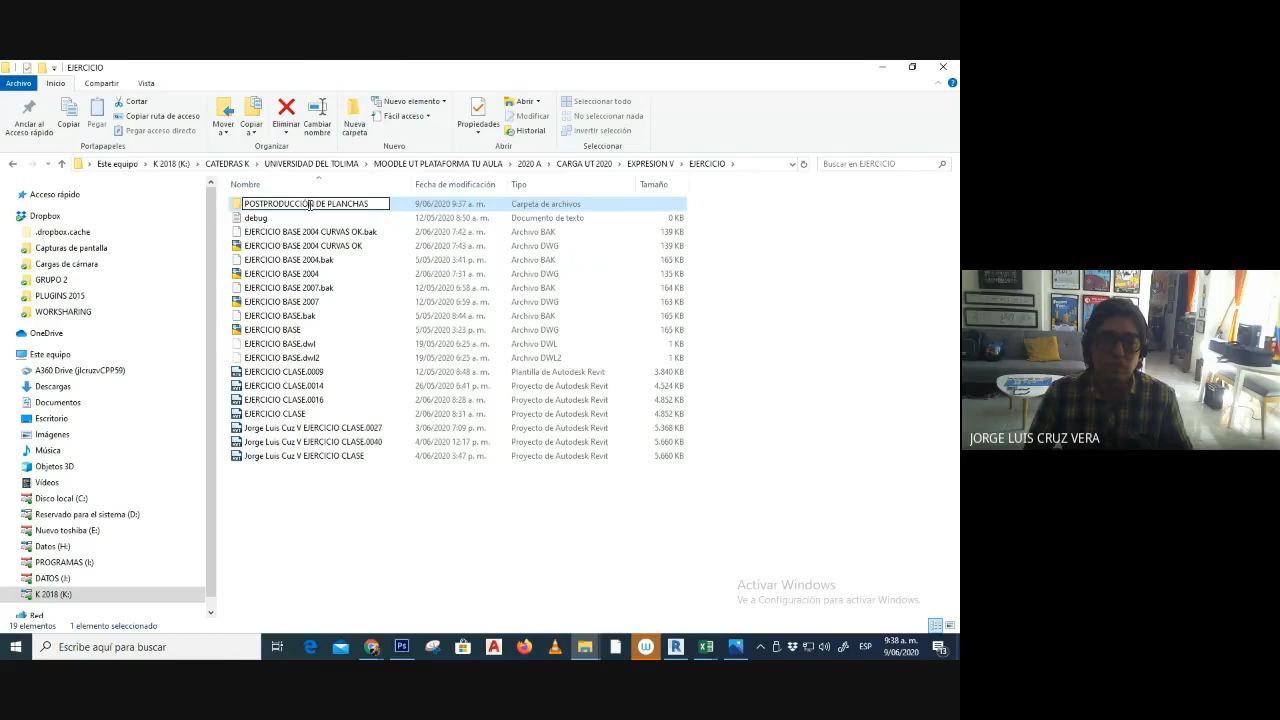 EJERCICIO
Archivo Inicio Compartir Vista
Anclar al Acceso rápido
Copiar
Pegar
Cortar
Copiar ruta de acceso
Pegar acceso directo
Portapapeles
Mover a
Copiar a
Eliminar
Cambiar nombre
Organizar
Nueva carpeta
Nuevo elemento
Fácil acceso
Nuevo
Propiedades
Abrir
Modificar
Historial
Abrir
Seleccionar todo
No seleccionar nada
Invertir selección
Seleccionar
Este equipo > K 2018 (K:) > CATEDRAS K > UNIVERSIDAD DEL TOLIMA > MOODLE UT PLATAFORMA TU AULA > 2020 A > CARGA UT 2020 > EXPRESION V > EJERCICIO >
Buscar en EJERCICIO
Acceso rápido
Dropbox
.dropbox.cache
Capturas de pantalla
Cargas de cámara
GRUPO 2
PLUGINS 2015
WORKSHARING
OneDrive
Este equipo
A360 Drive (jlcruzvCPP59)
Descargas
Documentos
Escritorio
Imágenes
Música
Objetos 3D
Vídeos
Disco local (C:)
Reservado para el sistema (D:)
Nuevo toshiba (E:)
Datos (H:)
PROGRAMAS (I:)
DATOS (J:)
K 2018 (K:)
Red
Nombre Fecha de modificación Tipo Tamaño
POSTPRODUCCIÓN DE PLANCHAS 9/06/2020 9:37 a. m. Carpeta de archivos
debug 12/05/2020 8:50 a. m. Documento de texto 0 KB
EJERCICIO BASE 2004 CURVAS OK.bak 2/06/2020 7:42 a. m. Archivo BAK 139 KB
EJERCICIO BASE 2004 CURVAS OK 2/06/2020 7:43 a. m. Archivo DWG 139 KB
EJERCICIO BASE 2004.bak 5/05/2020 3:41 p. m. Archivo BAK 165 KB
EJERCICIO BASE 2004 2/06/2020 7:31 a. m. Archivo DWG 135 KB
EJERCICIO BASE 2007.bak 12/05/2020 6:58 a. m. Archivo BAK 164 KB
EJERCICIO BASE 2007 12/05/2020 6:59 a. m. Archivo DWG 163 KB
EJERCICIO BASE.bak 5/05/2020 8:44 a. m. Archivo BAK 165 KB
EJERCICIO BASE 5/05/2020 3:23 p. m. Archivo DWG 165 KB
EJERCICIO BASE.dwl 19/05/2020 6:25 a. m. Archivo DWL 1 KB
EJERCICIO BASE.dwl2 19/05/2020 6:25 a. m. Archivo DWL2 1 KB
EJERCICIO CLASE.0009 12/05/2020 8:48 a. m. Plantilla de Autodesk Revit 3.840 KB
EJERCICIO CLASE.0014 26/05/2020 6:41 p. m. Proyecto de Autodesk Revit 4.524 KB
EJERCICIO CLASE.0016 2/06/2020 8:28 a. m. Proyecto de Autodesk Revit 4.852 KB
EJERCICIO CLASE 2/06/2020 8:31 a. m. Proyecto de Autodesk Revit 4.852 KB
Jorge Luis Cuz V EJERCICIO CLASE.0027 3/06/2020 7:09 p. m. Proyecto de Autodesk Revit 5.368 KB
Jorge Luis Cuz V EJERCICIO CLASE.0040 4/06/2020 12:17 p. m. Proyecto de Autodesk Revit 5.660 KB
Jorge Luis Cuz V EJERCICIO CLASE 4/06/2020 3:47 p. m. Proyecto de Autodesk Revit 5.660 KB
JORGE LUIS CRUZ VERA
Activar Windows
Ve a Configuración para activar Windows.
19 elementos 1 elemento seleccionado
Escribe aquí para buscar
ESP
9:38 a. m.
9/06/2020
13